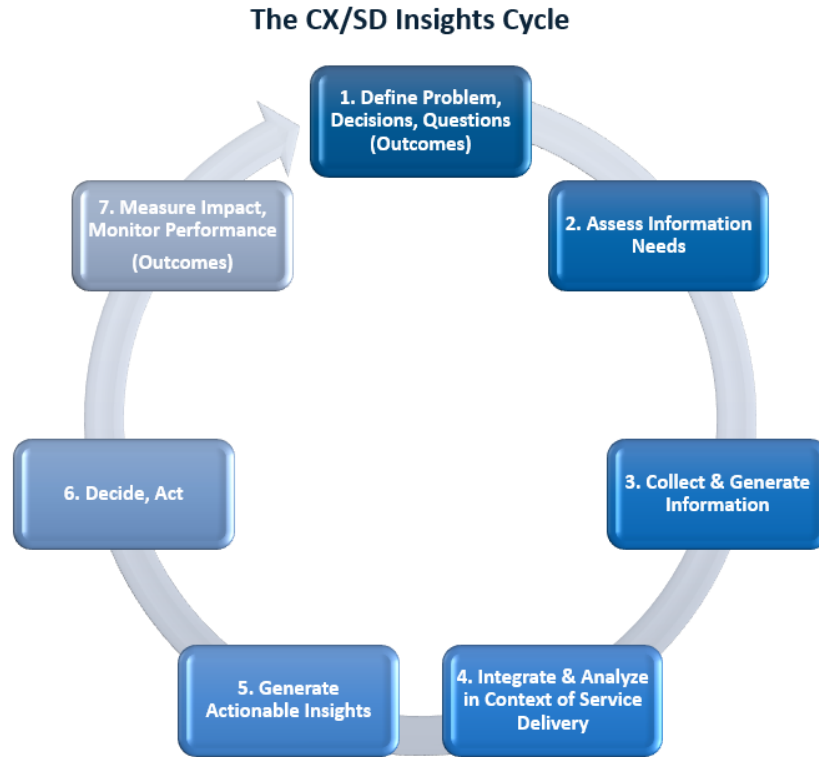 The CX/SD Insights Cycle
1. Define Problem,
Decisions, Questions
(Outcomes)
2. Assess Information
Needs
3. Collect & Generate
Information
4. Integrate & Analyze
in Context of Service
Delivery
5. Generate
Actionable Insights
6. Decide, Act
7. Measure Impact,
Monitor Performance
(Outcomes)